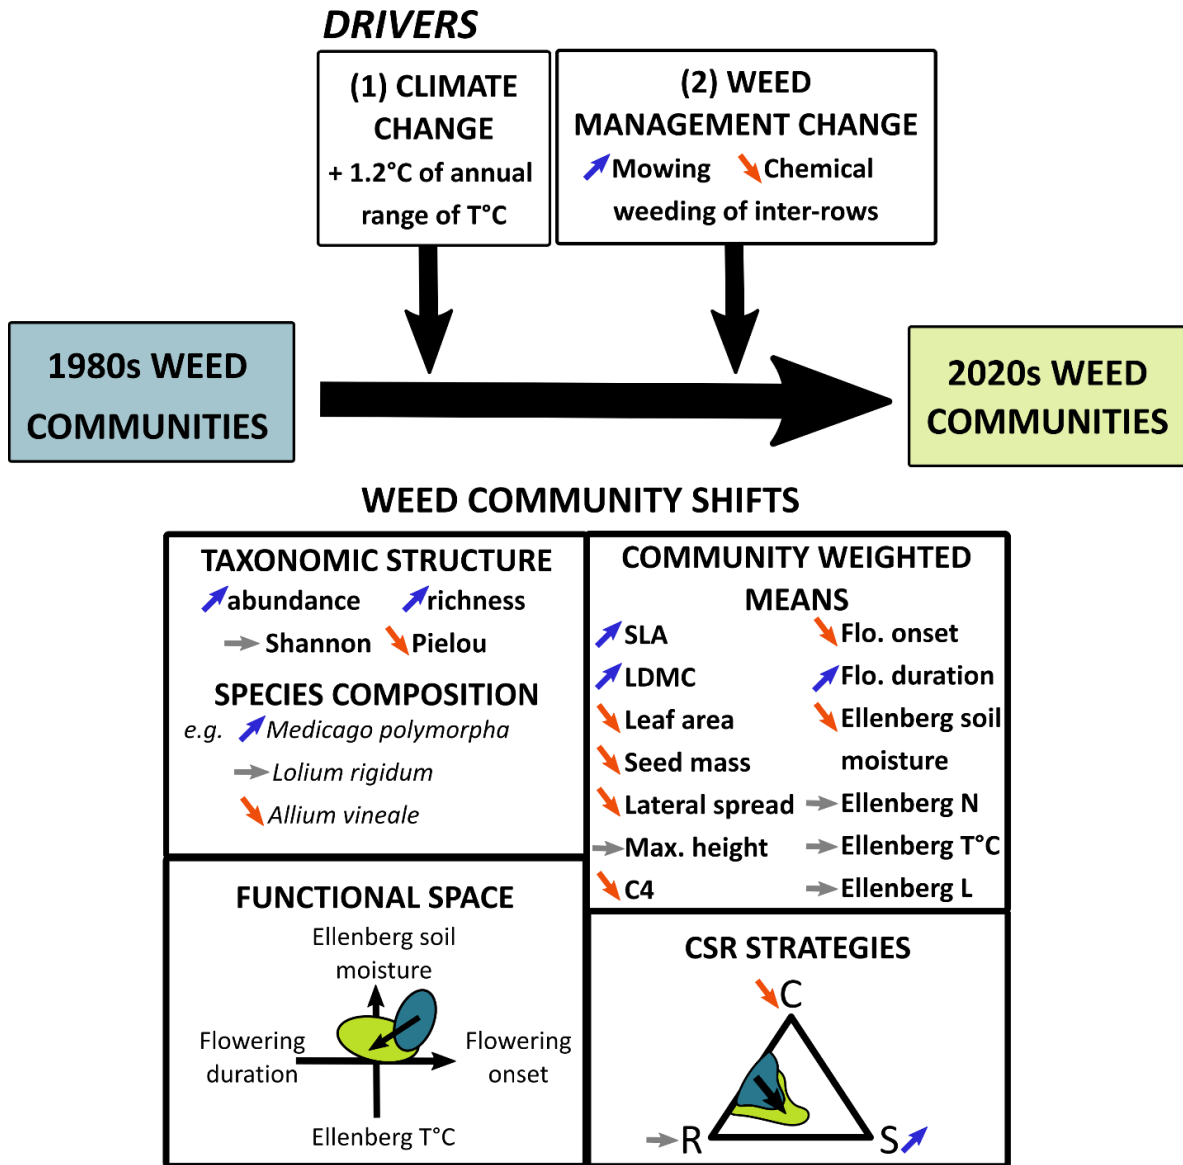 DRIVERS
(1) CLIMATE
CHANGE
+ 1.2°C of annual
range of T°C
(2) WEED
MANAGEMENT CHANGE
Mowing Chemical
weeding of inter-rows
1980s WEED
COMMUNITIES
2020s WEED
COMMUNITIES
WEED COMMUNITY SHIFTS
TAXONOMIC STRUCTURE
abundance richness
Shannon Pielou
SPECIES COMPOSITION
e.g. Medicago polymorpha
Lolium rigidum
Allium vineale
COMMUNITY WEIGHTED
MEANS
SLA
LDMC
Leaf area
Seed mass
Lateral spread
Max. height
C4
Flo. onset
Flo. duration
Ellenberg soil
moisture
Ellenberg N
Ellenberg T°C
Ellenberg L
FUNCTIONAL SPACE
Ellenberg soil
moisture
Flowering
duration
Flowering
onset
Ellenberg T°C
CSR STRATEGIES
C
R
S